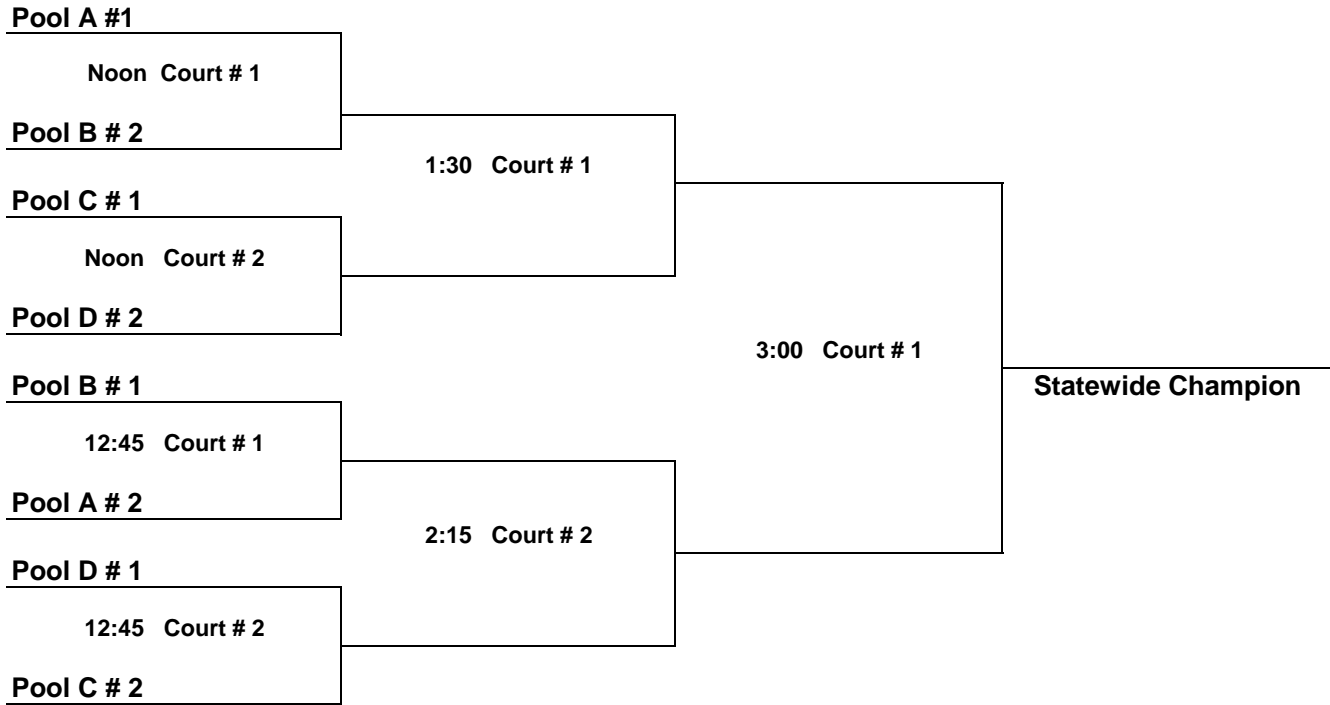 Pool A #1
Noon Court # 1
Pool B # 2
1:30 Court # 1
Pool C # 1
Noon Court # 2
Pool D # 2
3:00 Court # 1
Pool B # 1
Statewide Champion
12:45 Court # 1
Pool A # 2
2:15 Court # 2
Pool D # 1
12:45 Court # 2
Pool C # 2